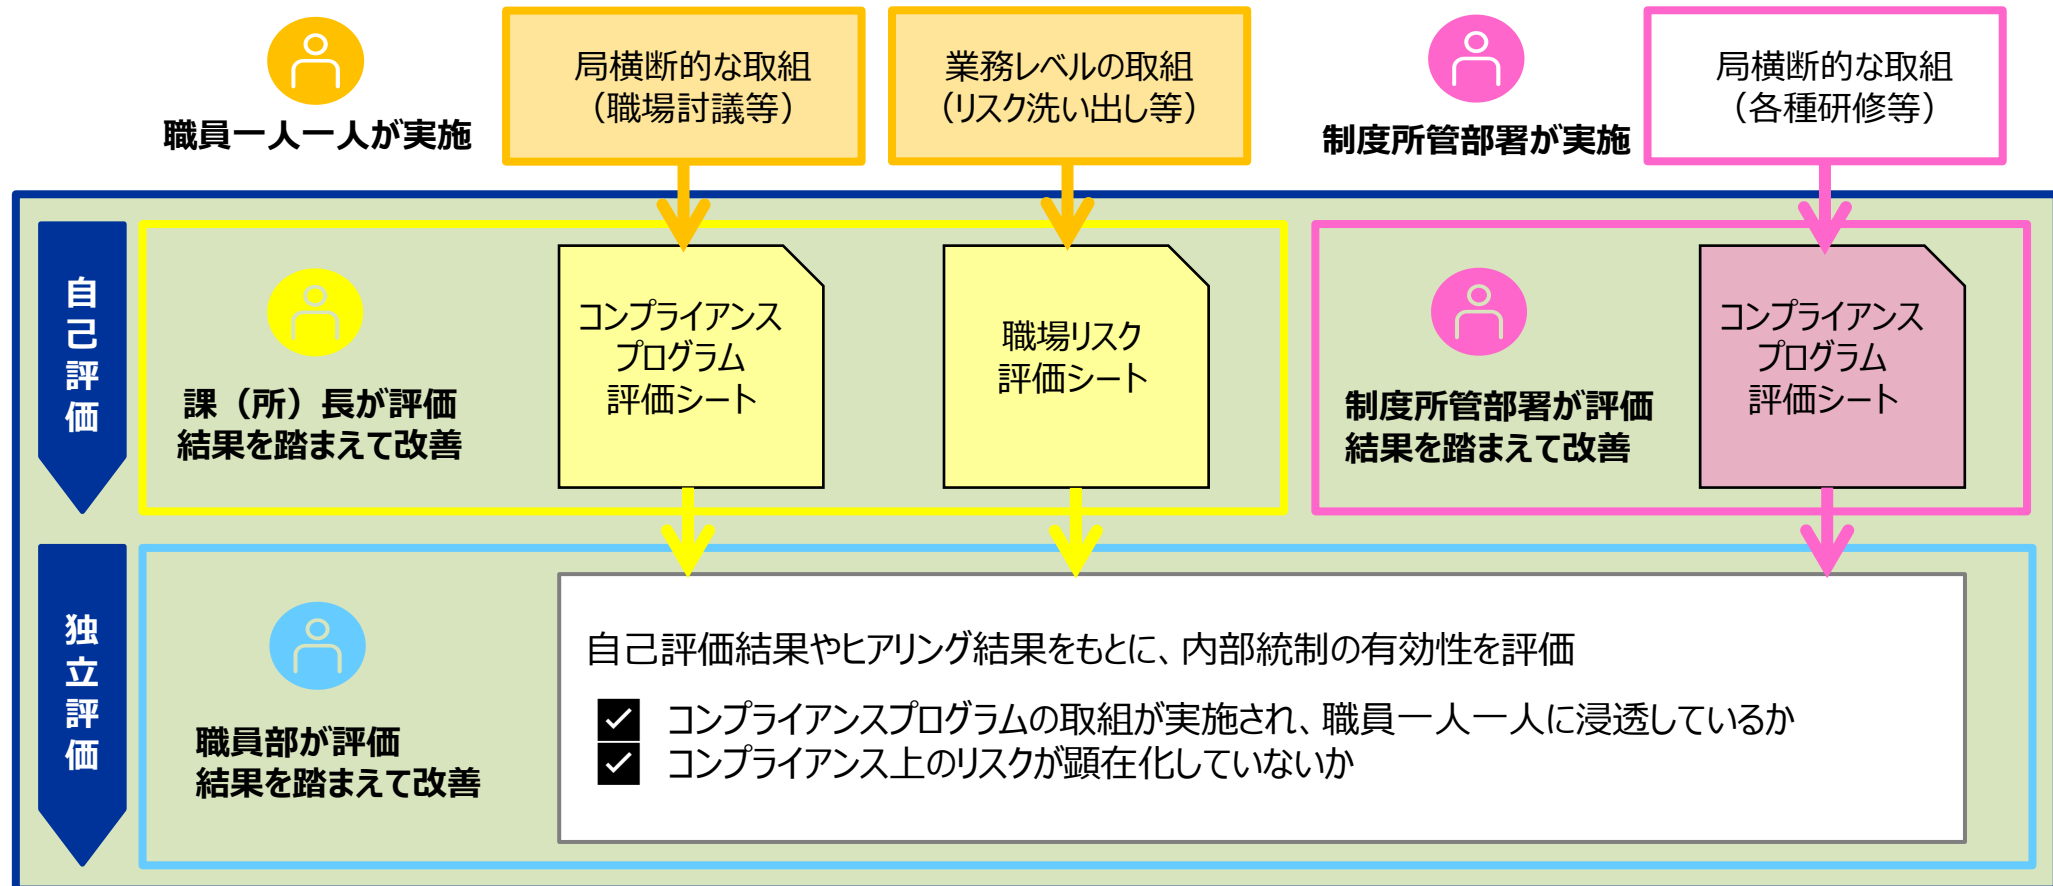 職員一人一人が実施
局横断的な取組
（職場討議等）
業務レベルの取組
（リスク洗い出し等）
制度所管部署が実施
局横断的な取組
（各種研修等）
自己評価
課（所）長が評価
結果を踏まえて改善
コンプライアンス
プログラム
評価シート
職場リスク
評価シート
制度所管部署が評価
結果を踏まえて改善
コンプライアンス
プログラム
評価シート
独立評価
職員部が評価
結果を踏まえて改善
自己評価結果やヒアリング結果をもとに、内部統制の有効性を評価
コンプライアンスプログラムの取組が実施され、職員一人一人に浸透しているか
コンプライアンス上のリスクが顕在化していないか